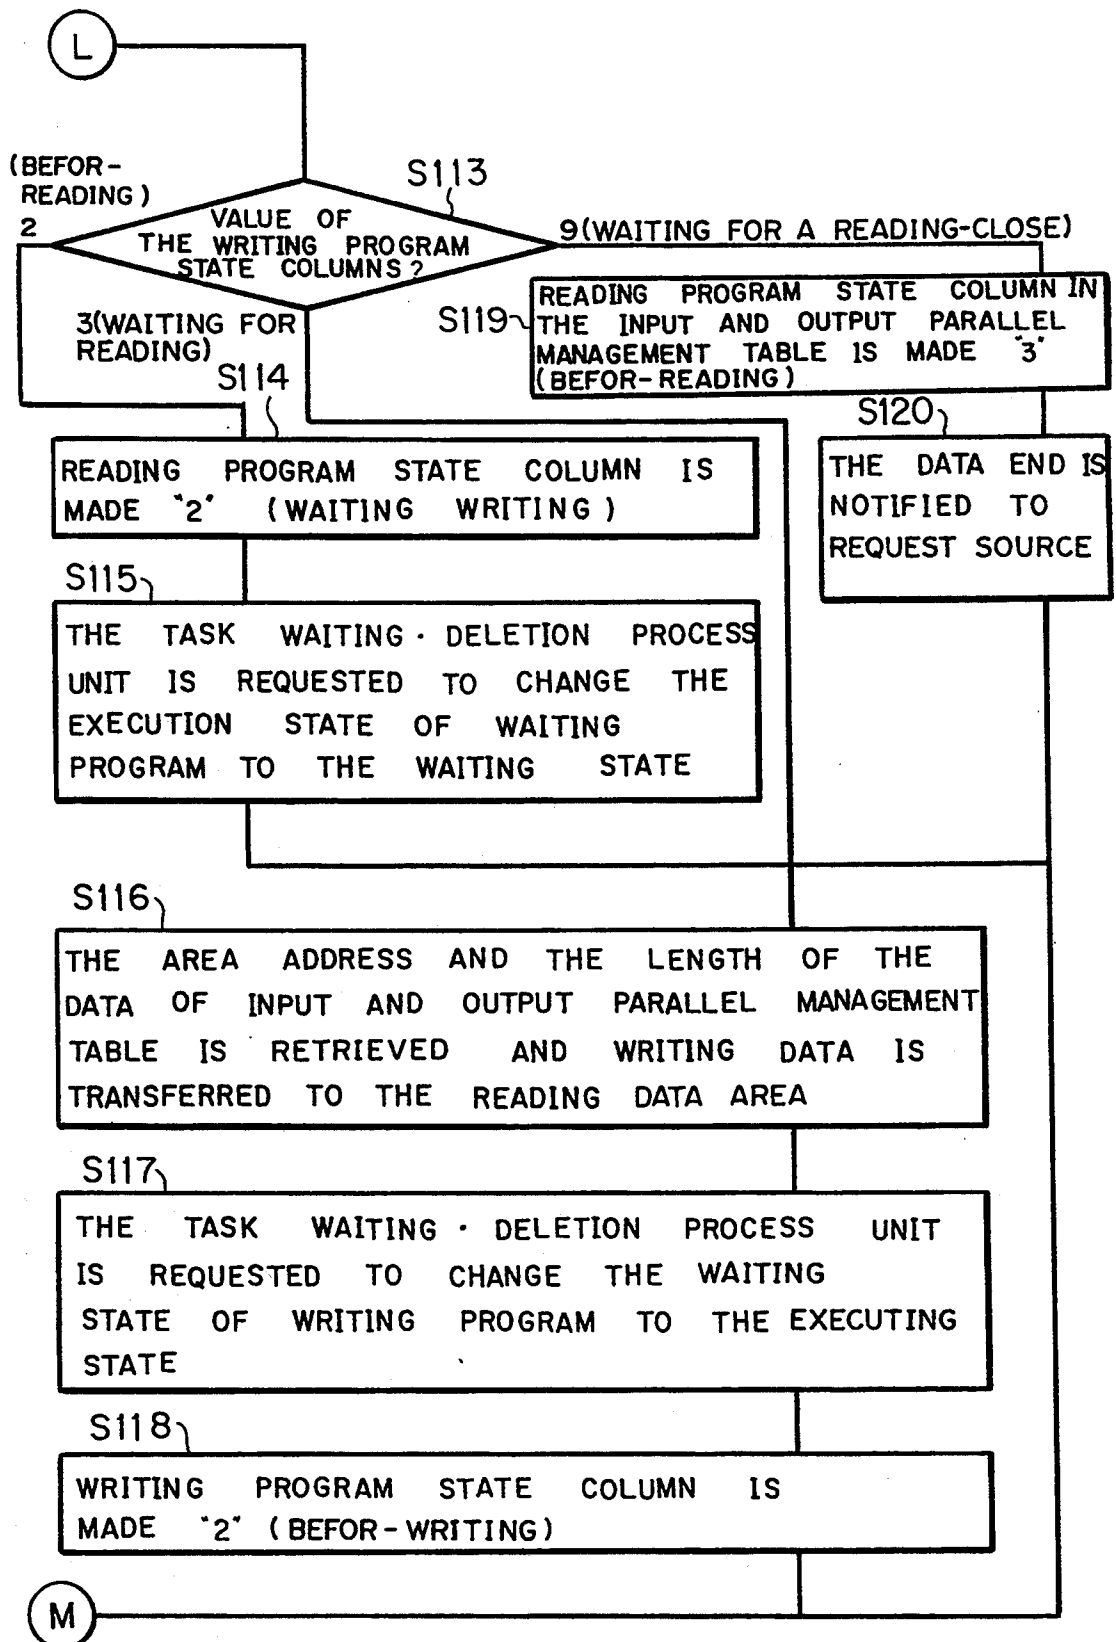 L
(BEFOR-
READING)
2
S113
VALUE OF
THE WRITING PROGRAM
STATE COLUMNS?
9(WAITING FOR A READING-CLOSE)
3(WAITING FOR
READING)
S119
READING PROGRAM STATE COLUMN IN
THE INPUT AND OUTPUT PARALLEL
MANAGEMENT TABLE IS MADE "3"
(BEFOR-READING)
S114
READING PROGRAM STATE COLUMN IS
MADE "2" (WAITING WRITING)
S120
THE DATA END IS
NOTIFIED TO
REQUEST SOURCE
S115
THE TASK WAITING·DELETION PROCESS
UNIT IS REQUESTED TO CHANGE THE
EXECUTION STATE OF WAITING
PROGRAM TO THE WAITING STATE
S116
THE AREA ADDRESS AND THE LENGTH OF THE
DATA OF INPUT AND OUTPUT PARALLEL MANAGEMENT
TABLE IS RETRIEVED AND WRITING DATA IS
TRANSFERRED TO THE READING DATA AREA
S117
THE TASK WAITING·DELETION PROCESS UNIT
IS REQUESTED TO CHANGE THE WAITING
STATE OF WRITING PROGRAM TO THE EXECUTING
STATE
S118
WRITING PROGRAM STATE COLUMN IS
MADE "2" (BEFOR-WRITING)
M